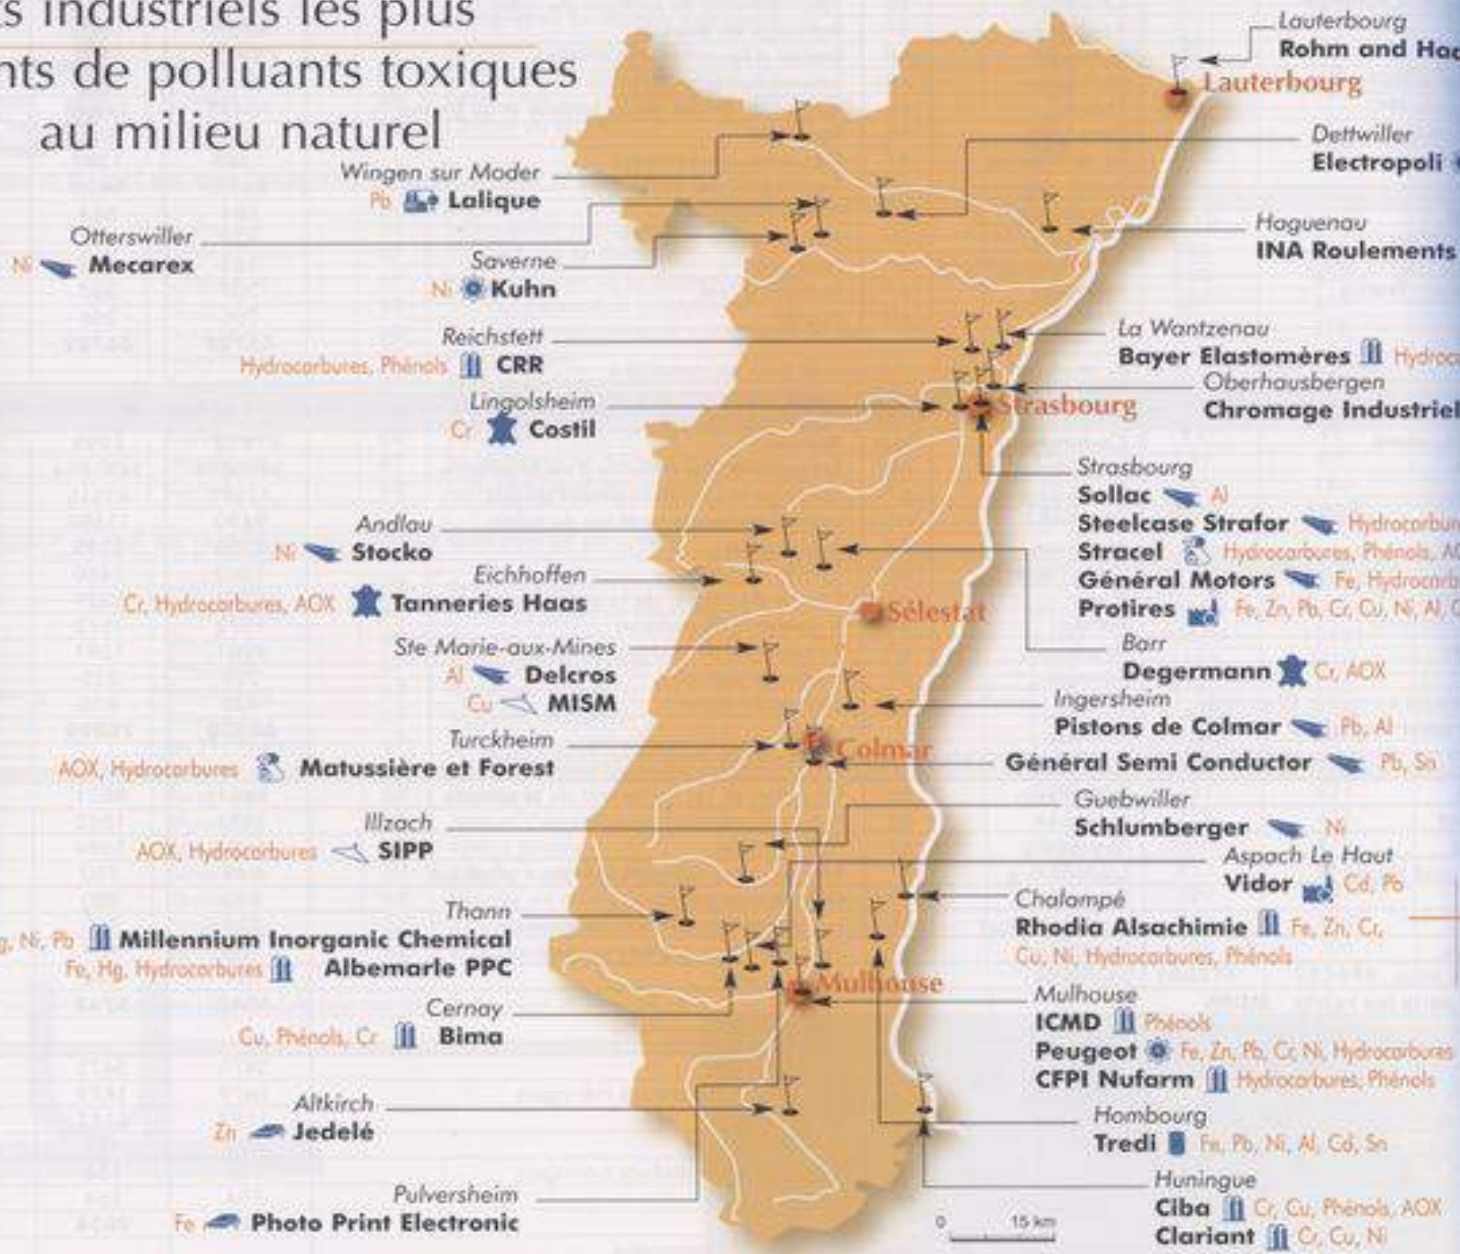 industriels les plus
de polluants toxiques
au milieu naturel
Wingen sur Moder
Pb Lalique
Otterswiller
Ni Mecarex
Saverne
Ni Kuhn
Reichstett
Hydrocarbures, Phénols CRR
Lingolsheim
Cr Costil
Andlau
Ni Stocko
Eichhoffen
Cr, Hydrocarbures, AOX Tanneries Haas
Ste Marie-aux-Mines
Al Delcros
Cu MISM
Turckheim
AOX, Hydrocarbures Matussière et Forest
Illzach
AOX, Hydrocarbures SIPP
Thann
Ni, Pb Millennium Inorganic Chemical
Fe, Hg, Hydrocarbures Albemarle PPC
Cernay
Cu, Phénols, Cr Bima
Altkirch
Zn Jedelé
Pulversheim
Fe Photo Print Electronic
Lauterbourg
Rohm and
Lauterbourg
Dettwiller
Electropoli
Haguenau
INA Roulements
La Wantzenau
Bayer Elastomères
Oberhausbergen
Chromage Industriel
Strasbourg
Strasbourg
Sollac Al
Steelcase Strafor
Stracel Hydrocarbures, Phénols,
Général Motors Fe,
Protires Fe, Zn, Pb, Cr, Cu, Ni, Al,
Sélestat
Barr
Degermann Cr, AOX
Ingersheim
Pistons de Colmar Pb, Al
Colmar
Général Semi Conductor Pb, Sn
Guebwiller
Schlumberger Ni
Aspach Le Haut
Vidor Cd, Pb
Chalampé
Rhodia Alsachimie Fe, Zn, Cr,
Cu, Ni, Hydrocarbures, Phénols
Mulhouse
Mulhouse
ICMD Phénols
Peugeot Fe, Zn, Pb, Cr, Ni, Hydrocarbures
CFPI Nufarm Hydrocarbures, Phénols
Hombourg
Tredi Fe, Pb, Ni, Al, Cd, Sn
Huningue
Ciba Cr, Cu, Phénols, AOX
Clariant Cr, Cu, Ni
0 15 km